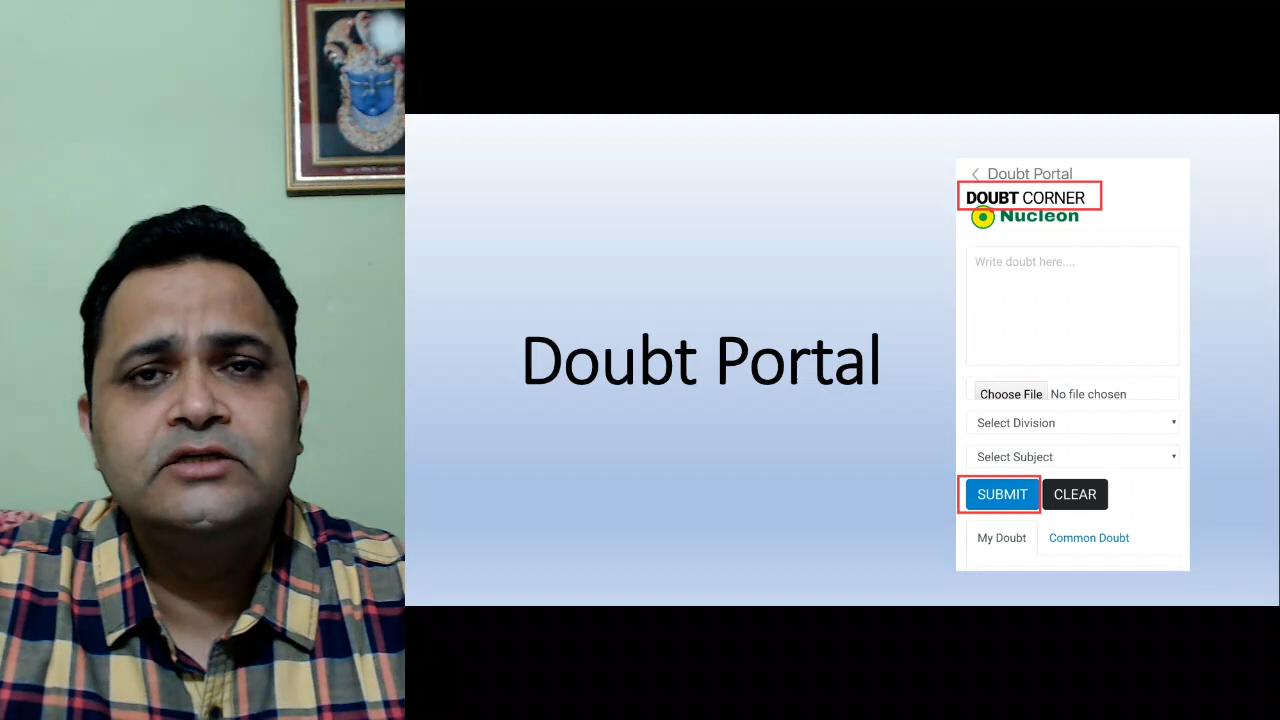 Doubt Portal
Doubt Portal
DOUBT CORNER
Nucleon
Write doubt here....
Choose File No file chosen
Select Division
Select Subject
SUBMIT CLEAR
My Doubt Common Doubt